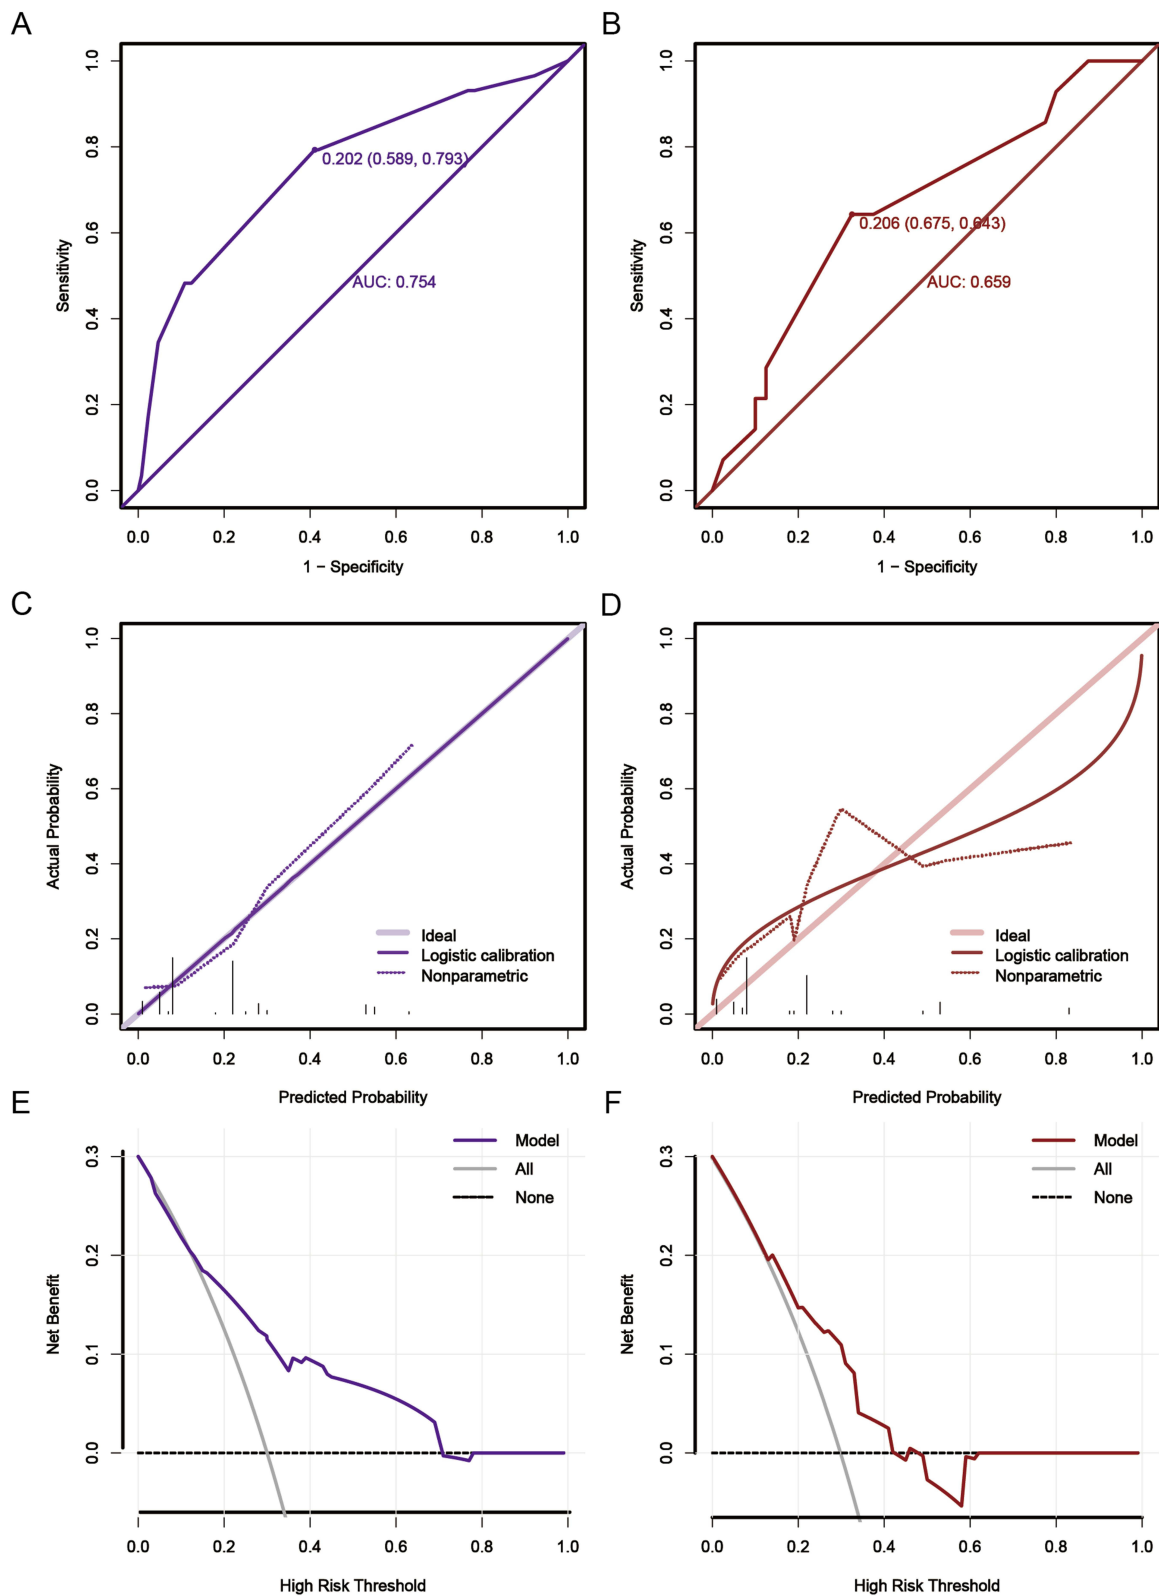 A
1.0
0.8
0.6
0.4
0.2
0.0
Sensitivity
0.202 (0.589, 0.793)
AUC: 0.754
0.0 0.2 0.4 0.6 0.8 1.0
1 − Specificity
B
1.0
0.8
0.6
0.4
0.2
0.0
Sensitivity
0.206 (0.675, 0.643)
AUC: 0.659
0.0 0.2 0.4 0.6 0.8 1.0
1 − Specificity
C
1.0
0.8
0.6
0.4
0.2
0.0
Actual Probability
Ideal
Logistic calibration
Nonparametric
0.0 0.2 0.4 0.6 0.8 1.0
Predicted Probability
D
1.0
0.8
0.6
0.4
0.2
0.0
Actual Probability
Ideal
Logistic calibration
Nonparametric
0.0 0.2 0.4 0.6 0.8 1.0
Predicted Probability
E
0.3
0.2
0.1
0.0
Net Benefit
Model
All
None
0.0 0.2 0.4 0.6 0.8 1.0
High Risk Threshold
F
0.3
0.2
0.1
0.0
Net Benefit
Model
All
None
0.0 0.2 0.4 0.6 0.8 1.0
High Risk Threshold